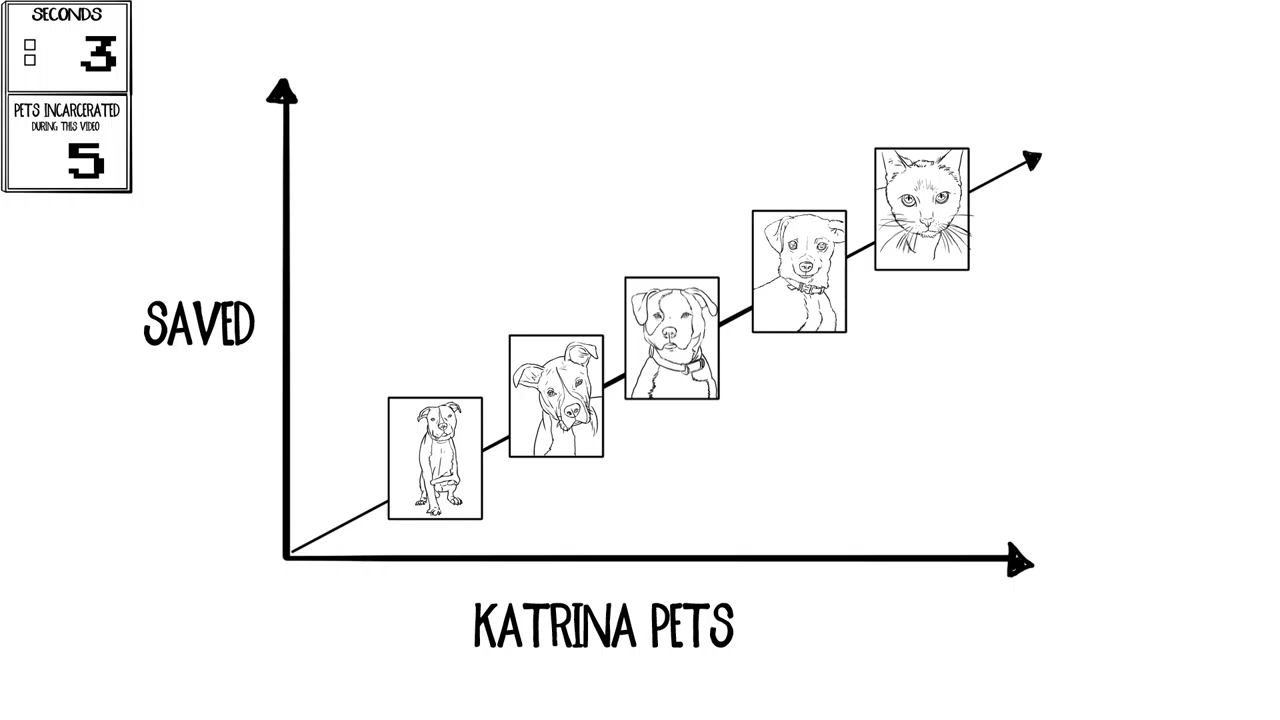 SECONDS
: 3
PETS INCARCERATED
DURING THIS VIDEO
5
SAVED
KATRINA PETS